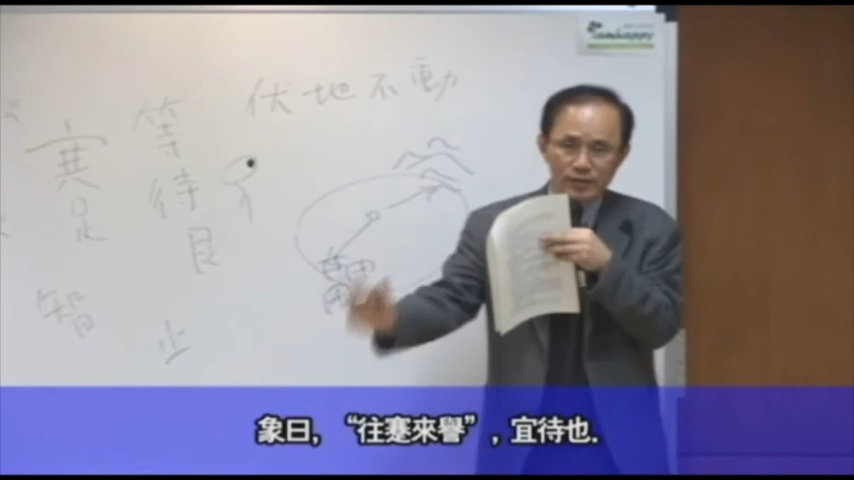 iamhappy
伏地不動
等待艮止
蹇
智
象曰, “往蹇來譽”, 宜待也.